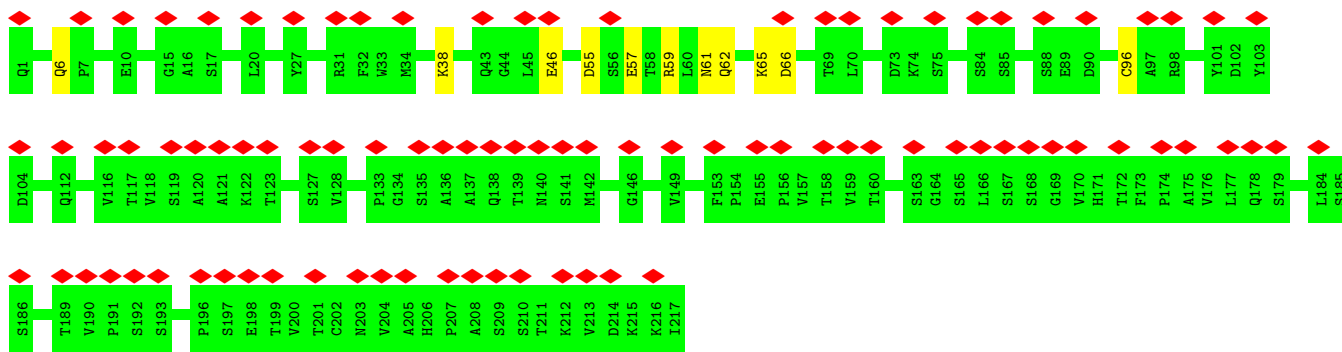 Q1 Q6 P7 E10 G15 A16 S17 L20 Y27 R31 F32 W33 M34 K38 Q43 G44 L45 E46 D55 S56 E57 T58 R59 L60 N61 Q62 K65 D66 T69 L70 D73 K74 S75 S84 S85 S88 E89 D90 C96 A97 R98 Y101 D102 Y103
D104 Q112 V116 T117 V118 S119 A120 A121 K122 T123 S127 V128 P133 G134 S135 A136 A137 Q138 T139 N140 S141 M142 G146 V149 F153 P154 E155 P156 V157 T158 V159 T160 S163 G164 S165 L166 S167 S168 G169 V170 H171 T172 F173 P174 A175 V176 L177 Q178 S179 L184 S185
S186 T189 V190 P191 S192 S193 P196 S197 E198 T199 V200 T201 C202 N203 V204 A205 H206 P207 A208 S209 S210 T211 K212 V213 D214 K215 K216 I217